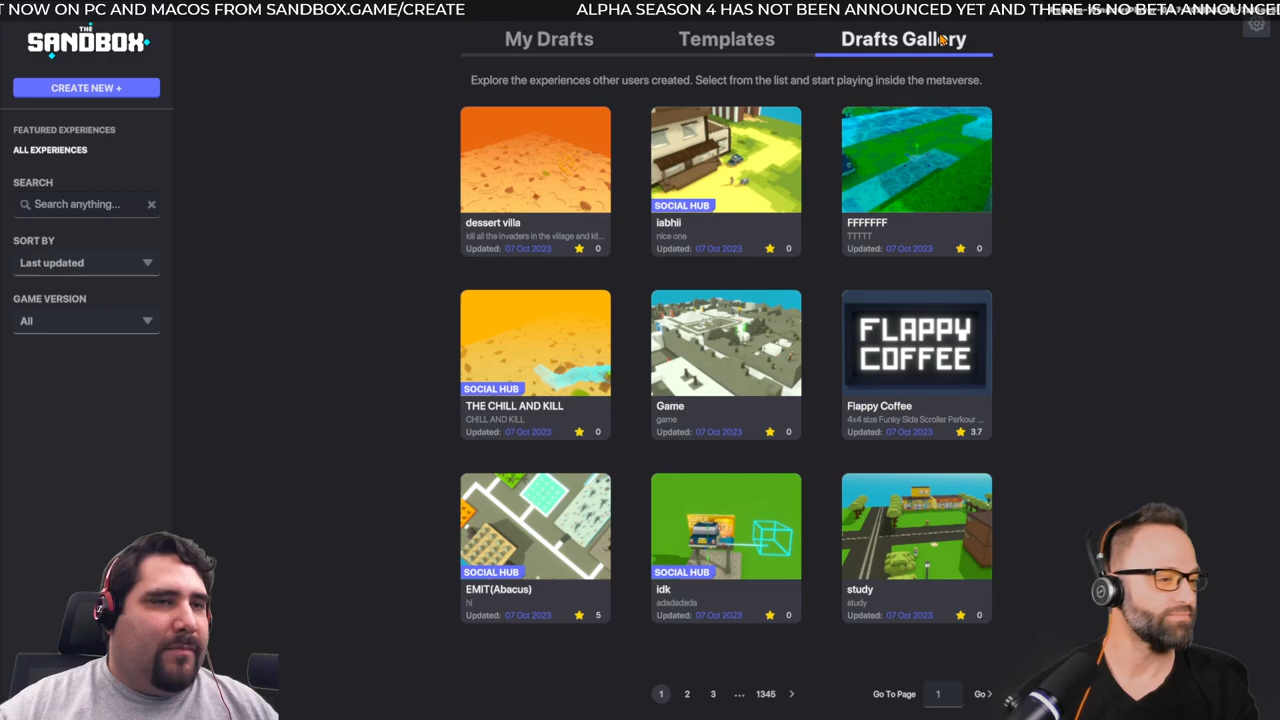 T NOW ON PC AND MACOS FROM SANDBOX.GAME/CREATE
ALPHA SEASON 4 HAS NOT BEEN ANNOUNCED YET AND THERE IS NO BETA ANNOUNCED
THE
SANDBOX
My Drafts
Templates
Drafts Gallery
CREATE NEW +
Explore the experiences other users created. Select from the list and start playing inside the metaverse.
FEATURED EXPERIENCES
ALL EXPERIENCES
SEARCH
Search anything...
SORT BY
Last updated
GAME VERSION
All
dessert villa
kill all the invaders in the village and kil...
Updated: 07 Oct 2023 0
SOCIAL HUB
iabhii
nice one
Updated: 07 Oct 2023 0
FFFFFFF
TTTTT
Updated: 07 Oct 2023 0
SOCIAL HUB
THE CHILL AND KILL
CHILL AND KILL
Updated: 07 Oct 2023 0
Game
game
Updated: 07 Oct 2023 0
FLAPPY
COFFEE
Flappy Coffee
4x4 size Funky Side Scroller Parkour ...
Updated: 07 Oct 2023 3.7
SOCIAL HUB
EMIT(Abacus)
hi
Updated: 07 Oct 2023 5
SUPER
SOCIAL HUB
idk
adadadada
Updated: 07 Oct 2023 0
study
study
Updated: 07 Oct 2023 0
1 2 3 ... 1345 >
Go To Page 1 Go >